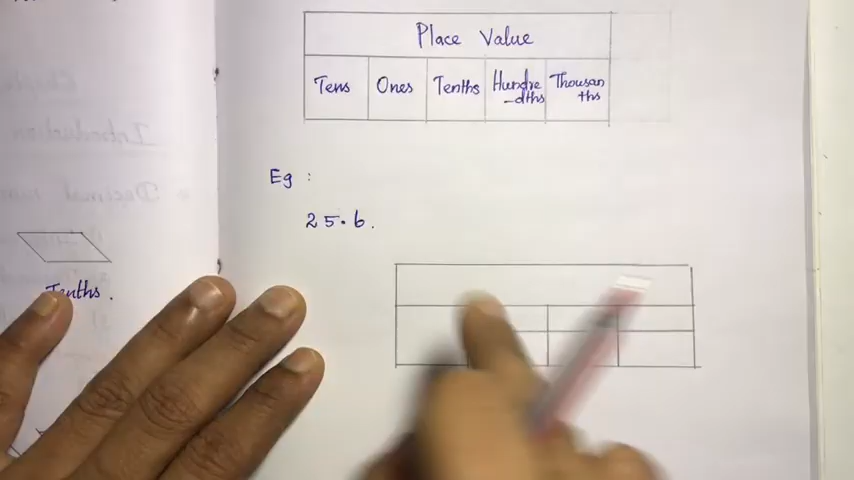 Place Value
Tens Ones Tenths Hundre Thousan
-dths ths
Eg :
25.6.
Tenths.